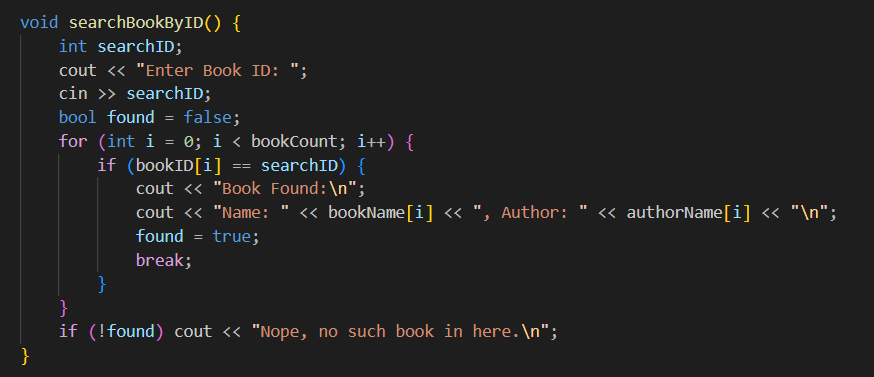 void searchBookByID() {
    int searchID;
    cout << "Enter Book ID: ";
    cin >> searchID;
    bool found = false;
    for (int i = 0; i < bookCount; i++) {
        if (bookID[i] == searchID) {
            cout << "Book Found:\n";
            cout << "Name: " << bookName[i] << ", Author: " << authorName[i] << "\n";
            found = true;
            break;
        }
    }
    if (!found) cout << "Nope, no such book in here.\n";
}